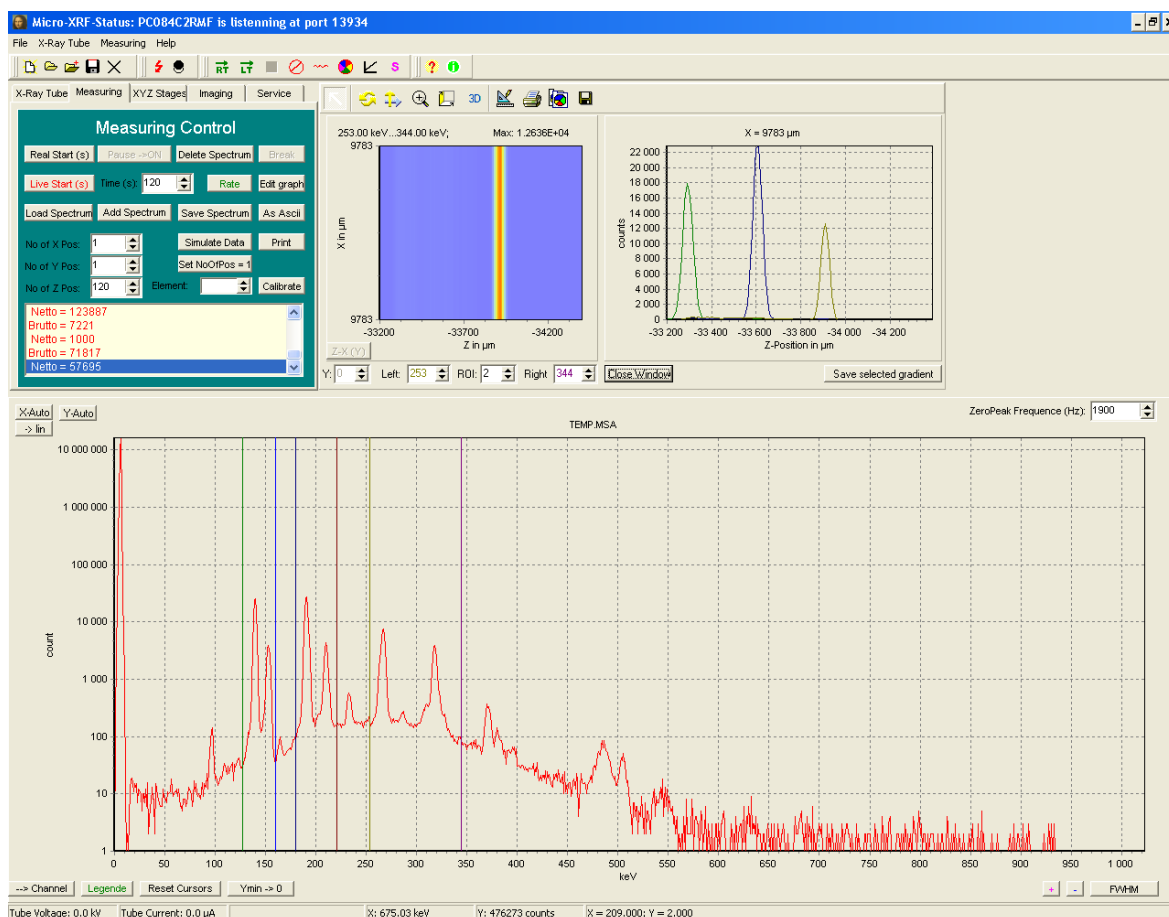 Micro-XRF-Status: PC084C2RMF is listenning at port 13934
File X-Ray Tube Measuring Help
RT LT S 3D ? 
X-Ray Tube Measuring XYZ Stages Imaging Service
Measuring Control
Real Start (s) Pause ->ON Delete Spectrum Break
Live Start (s) Time (s): 120 Rate Edit graph
Load Spectrum Add Spectrum Save Spectrum As Ascii
No of X Pos: 1 Simulate Data Print
No of Y Pos: 1 Set NoOfPos = 1
No of Z Pos: 120 Element: Calibrate
Netto = 123887
Brutto = 7221
Netto = 1000
Brutto = 71817
Netto = 57695
253.00 keV...344.00 keV; Max: 1.2636E+04
9783
X in µm
9783
-33200 -33700 -34200
Z in µm
Z-X (Y)
X = 9783 µm
22 000
20 000
18 000
16 000
14 000
12 000
10 000
8 000
6 000
4 000
2 000
0
counts
-33 200 -33 400 -33 600 -33 800 -34 000 -34 200
Z-Position in µm
Y: 0 Left: 253 ROI: 2 Right 344 Close Window Save selected gradient
X-Auto Y-Auto
-> lin
ZeroPeak Frequence (Hz): 1900
TEMP.MSA
10 000 000
1 000 000
100 000
10 000
1 000
100
10
1
count
0 50 100 150 200 250 300 350 400 450 500 550 600 650 700 750 800 850 900 950 1 000
keV
--> Channel Legende Reset Cursors Ymin -> 0 + - FWHM
Tube Voltage: 0.0 kV Tube Current: 0.0 µA X: 675.03 keV Y: 476273 counts X = 209.000; Y = 2.000